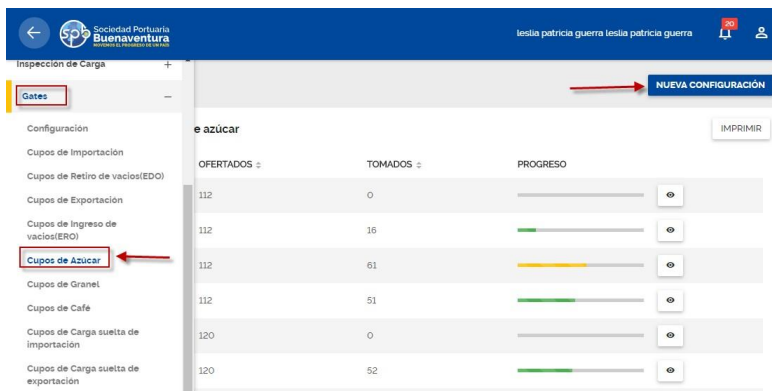 Sociedad Portuaria
Buenaventura
MOVEMOS EL PROGRESO DE UN PAÍS
spb
leslia patricia guerra leslia patricia guerra
20
Inspección de Carga +
Gates −
NUEVA CONFIGURACIÓN
Configuración
Cupos de Importación
Cupos de Retiro de vacios(EDO)
Cupos de Exportación
Cupos de Ingreso de
vacios(ERO)
Cupos de Azúcar
Cupos de Granel
Cupos de Café
Cupos de Carga suelta de
importación
Cupos de Carga suelta de
exportación
e azúcar
IMPRIMIR
OFERTADOS TOMADOS PROGRESO
112 0
112 16
112 61
112 51
120 0
120 52